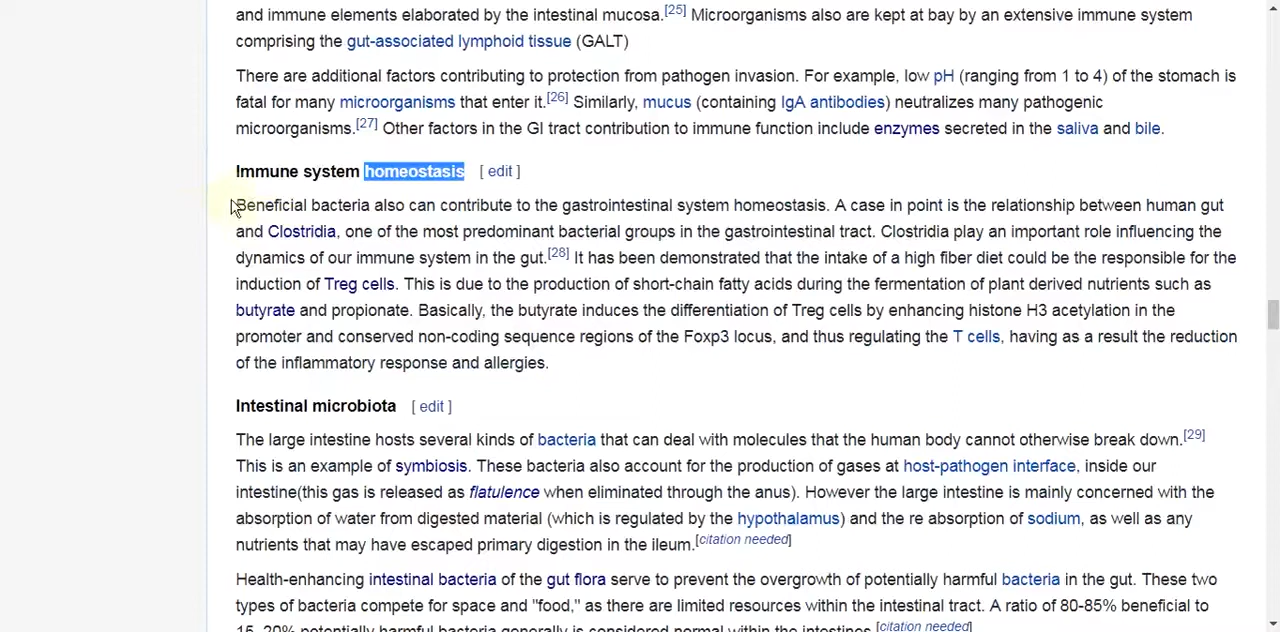 and immune elements elaborated by the intestinal mucosa.[25] Microorganisms also are kept at bay by an extensive immune system
comprising the gut-associated lymphoid tissue (GALT)
There are additional factors contributing to protection from pathogen invasion. For example, low pH (ranging from 1 to 4) of the stomach is
fatal for many microorganisms that enter it.[26] Similarly, mucus (containing IgA antibodies) neutralizes many pathogenic
microorganisms.[27] Other factors in the GI tract contribution to immune function include enzymes secreted in the saliva and bile.
Immune system homeostasis [ edit ]
Beneficial bacteria also can contribute to the gastrointestinal system homeostasis. A case in point is the relationship between human gut
and Clostridia, one of the most predominant bacterial groups in the gastrointestinal tract. Clostridia play an important role influencing the
dynamics of our immune system in the gut.[28] It has been demonstrated that the intake of a high fiber diet could be the responsible for the
induction of Treg cells. This is due to the production of short-chain fatty acids during the fermentation of plant derived nutrients such as
butyrate and propionate. Basically, the butyrate induces the differentiation of Treg cells by enhancing histone H3 acetylation in the
promoter and conserved non-coding sequence regions of the Foxp3 locus, and thus regulating the T cells, having as a result the reduction
of the inflammatory response and allergies.
Intestinal microbiota [ edit ]
The large intestine hosts several kinds of bacteria that can deal with molecules that the human body cannot otherwise break down.[29]
This is an example of symbiosis. These bacteria also account for the production of gases at host-pathogen interface, inside our
intestine(this gas is released as flatulence when eliminated through the anus). However the large intestine is mainly concerned with the
absorption of water from digested material (which is regulated by the hypothalamus) and the re absorption of sodium, as well as any
nutrients that may have escaped primary digestion in the ileum.[citation needed]
Health-enhancing intestinal bacteria of the gut flora serve to prevent the overgrowth of potentially harmful bacteria in the gut. These two
types of bacteria compete for space and "food," as there are limited resources within the intestinal tract. A ratio of 80-85% beneficial to
15–20% potentially harmful bacteria generally is considered normal within the intestines.[citation needed]